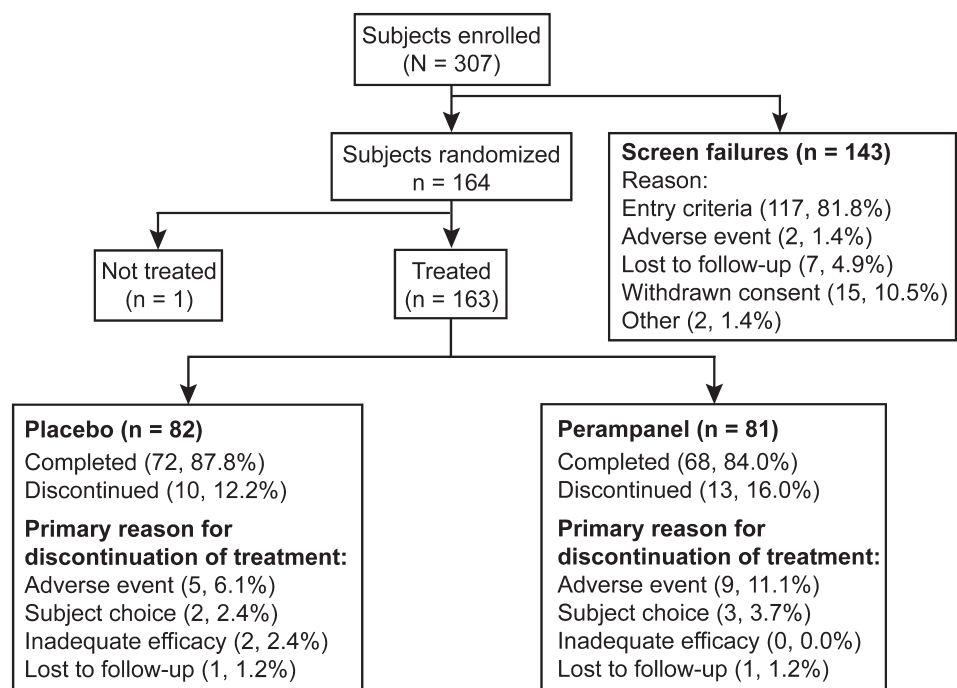 Subjects enrolled
(N = 307)
Subjects randomized
n = 164
Screen failures (n = 143)
Reason:
Entry criteria (117, 81.8%)
Adverse event (2, 1.4%)
Lost to follow-up (7, 4.9%)
Withdrawn consent (15, 10.5%)
Other (2, 1.4%)
Not treated
(n = 1)
Treated
(n = 163)
Placebo (n = 82)
Completed (72, 87.8%)
Discontinued (10, 12.2%)
Primary reason for
discontinuation of treatment:
Adverse event (5, 6.1%)
Subject choice (2, 2.4%)
Inadequate efficacy (2, 2.4%)
Lost to follow-up (1, 1.2%)
Perampanel (n = 81)
Completed (68, 84.0%)
Discontinued (13, 16.0%)
Primary reason for
discontinuation of treatment:
Adverse event (9, 11.1%)
Subject choice (3, 3.7%)
Inadequate efficacy (0, 0.0%)
Lost to follow-up (1, 1.2%)